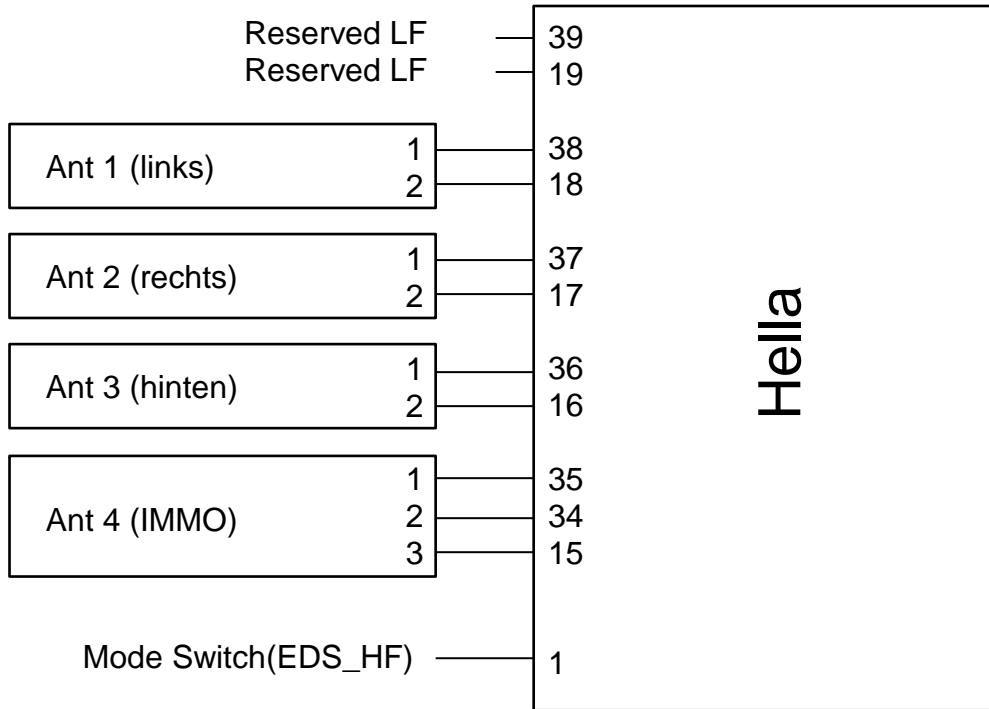 Reserved LF 39
Reserved LF 19
Ant 1 (links) 1 38
2 18
Ant 2 (rechts) 1 37
2 17
Ant 3 (hinten) 1 36
2 16
Ant 4 (IMMO) 1 35
2 34
3 15
Mode Switch(EDS_HF) 1
Hella